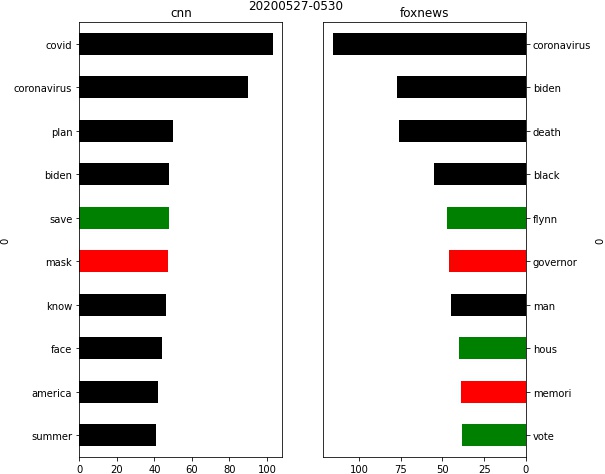 20200527-0530
cnn
foxnews
covid
coronavirus
plan
biden
save
mask
know
face
america
summer
0
0 20 40 60 80 100
coronavirus
biden
death
black
flynn
governor
man
hous
memori
vote
0
100 75 50 25 0